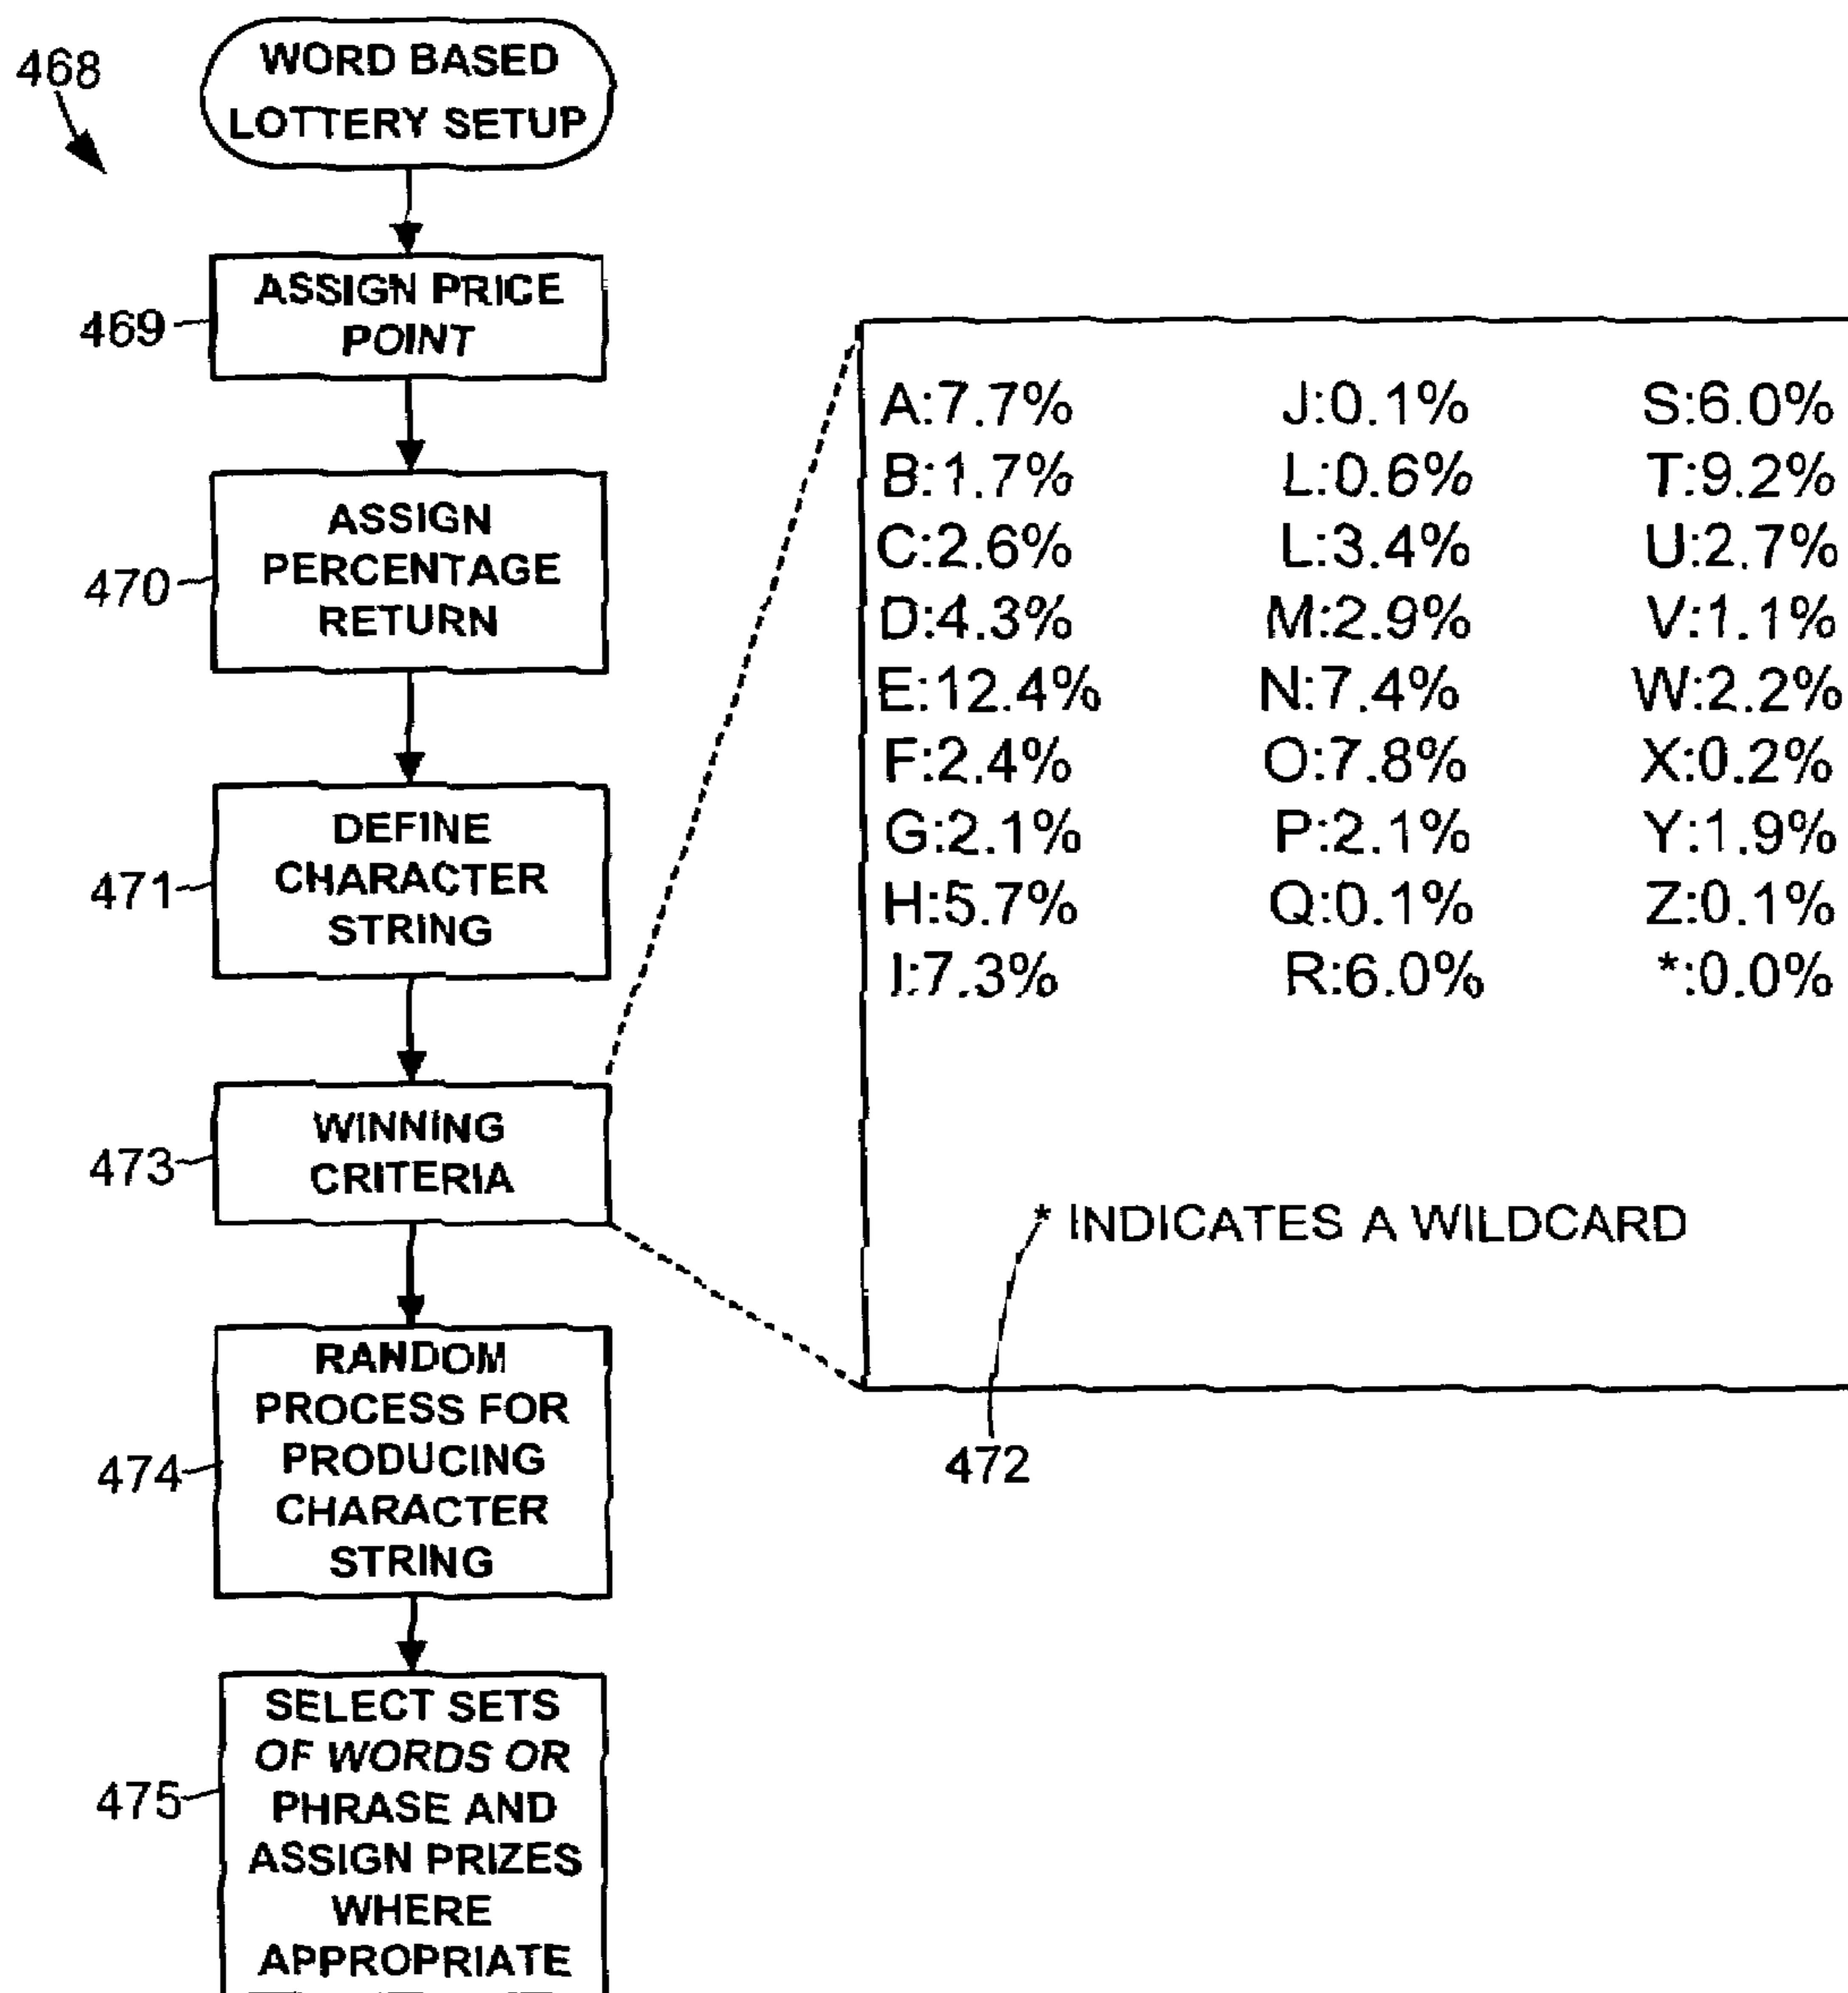 468
WORD BASED
LOTTERY SETUP
469
ASSIGN PRICE
POINT
470
ASSIGN
PERCENTAGE
RETURN
471
DEFINE
CHARACTER
STRING
473
WINNING
CRITERIA
A:7.7% J:0.1% S:6.0%
B:1.7% L:0.6% T:9.2%
C:2.6% L:3.4% U:2.7%
D:4.3% M:2.9% V:1.1%
E:12.4% N:7.4% W:2.2%
F:2.4% O:7.8% X:0.2%
G:2.1% P:2.1% Y:1.9%
H:5.7% Q:0.1% Z:0.1%
I:7.3% R:6.0% *:0.0%
* INDICATES A WILDCARD
472
474
RANDOM
PROCESS FOR
PRODUCING
CHARACTER
STRING
475
SELECT SETS
OF WORDS OR
PHRASE AND
ASSIGN PRIZES
WHERE
APPROPRIATE